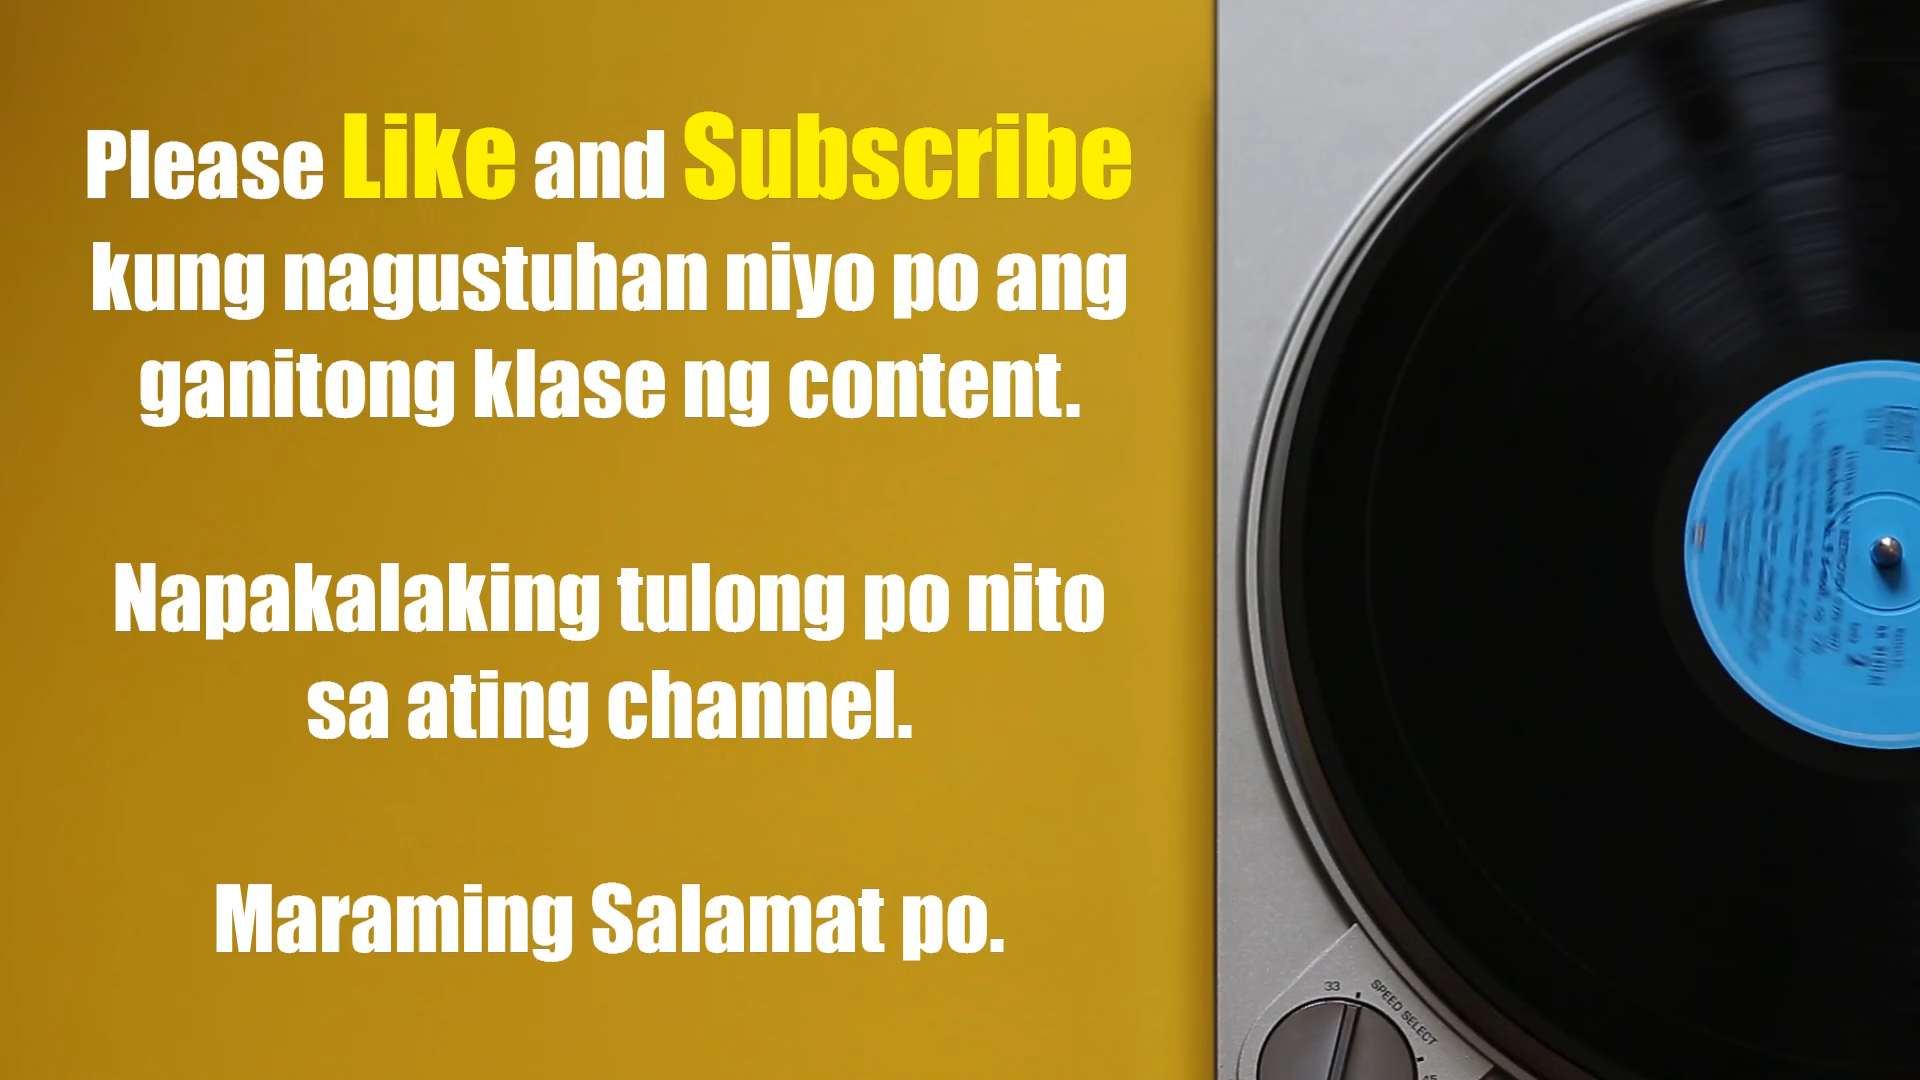 Please Like and Subscribe
kung nagustuhan niyo po ang
ganitong klase ng content.
Napakalaking tulong po nito
sa ating channel.
Maraming Salamat po.
33
SPEED SELECT
45